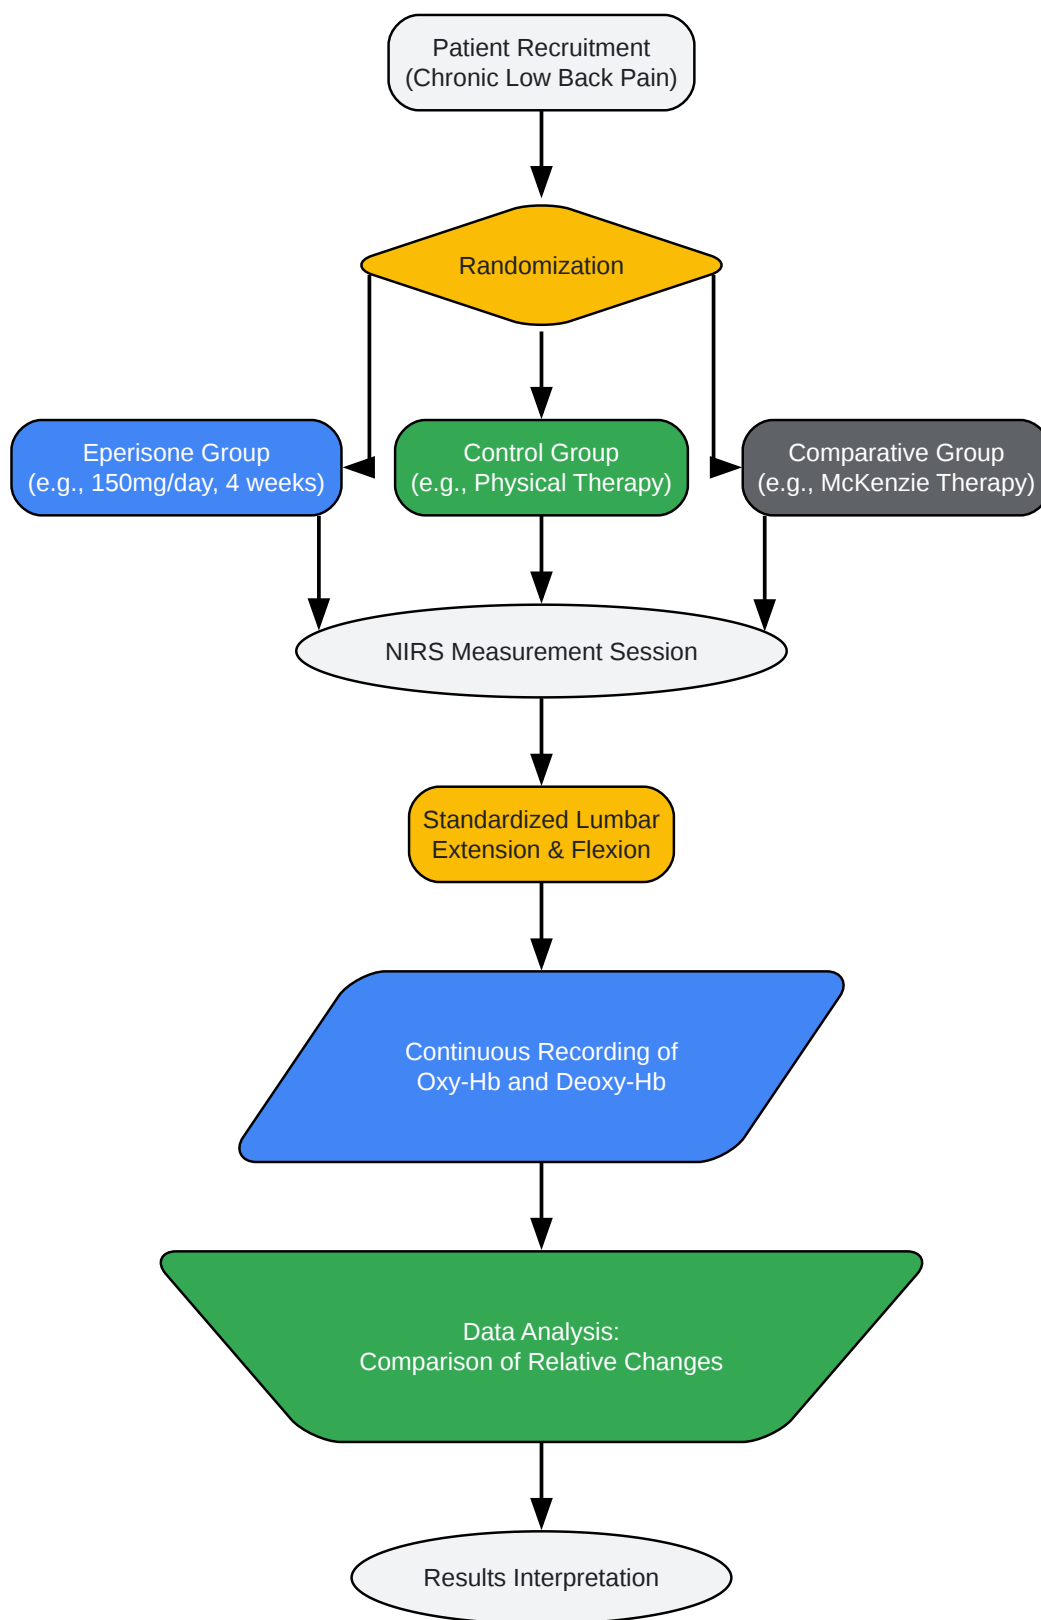 Patient Recruitment
(Chronic Low Back Pain)
Randomization
Eperisone Group
(e.g., 150mg/day, 4 weeks)
Control Group
(e.g., Physical Therapy)
Comparative Group
(e.g., McKenzie Therapy)
NIRS Measurement Session
Standardized Lumbar
Extension & Flexion
Continuous Recording of
Oxy-Hb and Deoxy-Hb
Data Analysis:
Comparison of Relative Changes
Results Interpretation